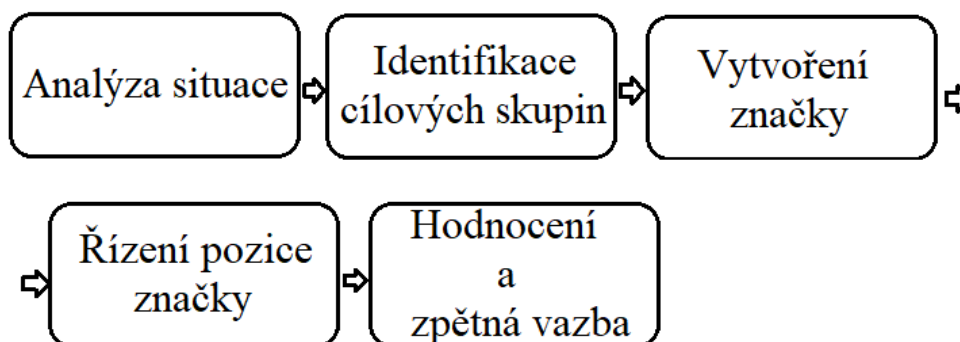 Analýza situace
Identifikace
cílových skupin
Vytvoření
značky
Řízení pozice
značky
Hodnocení
a
zpětná vazba